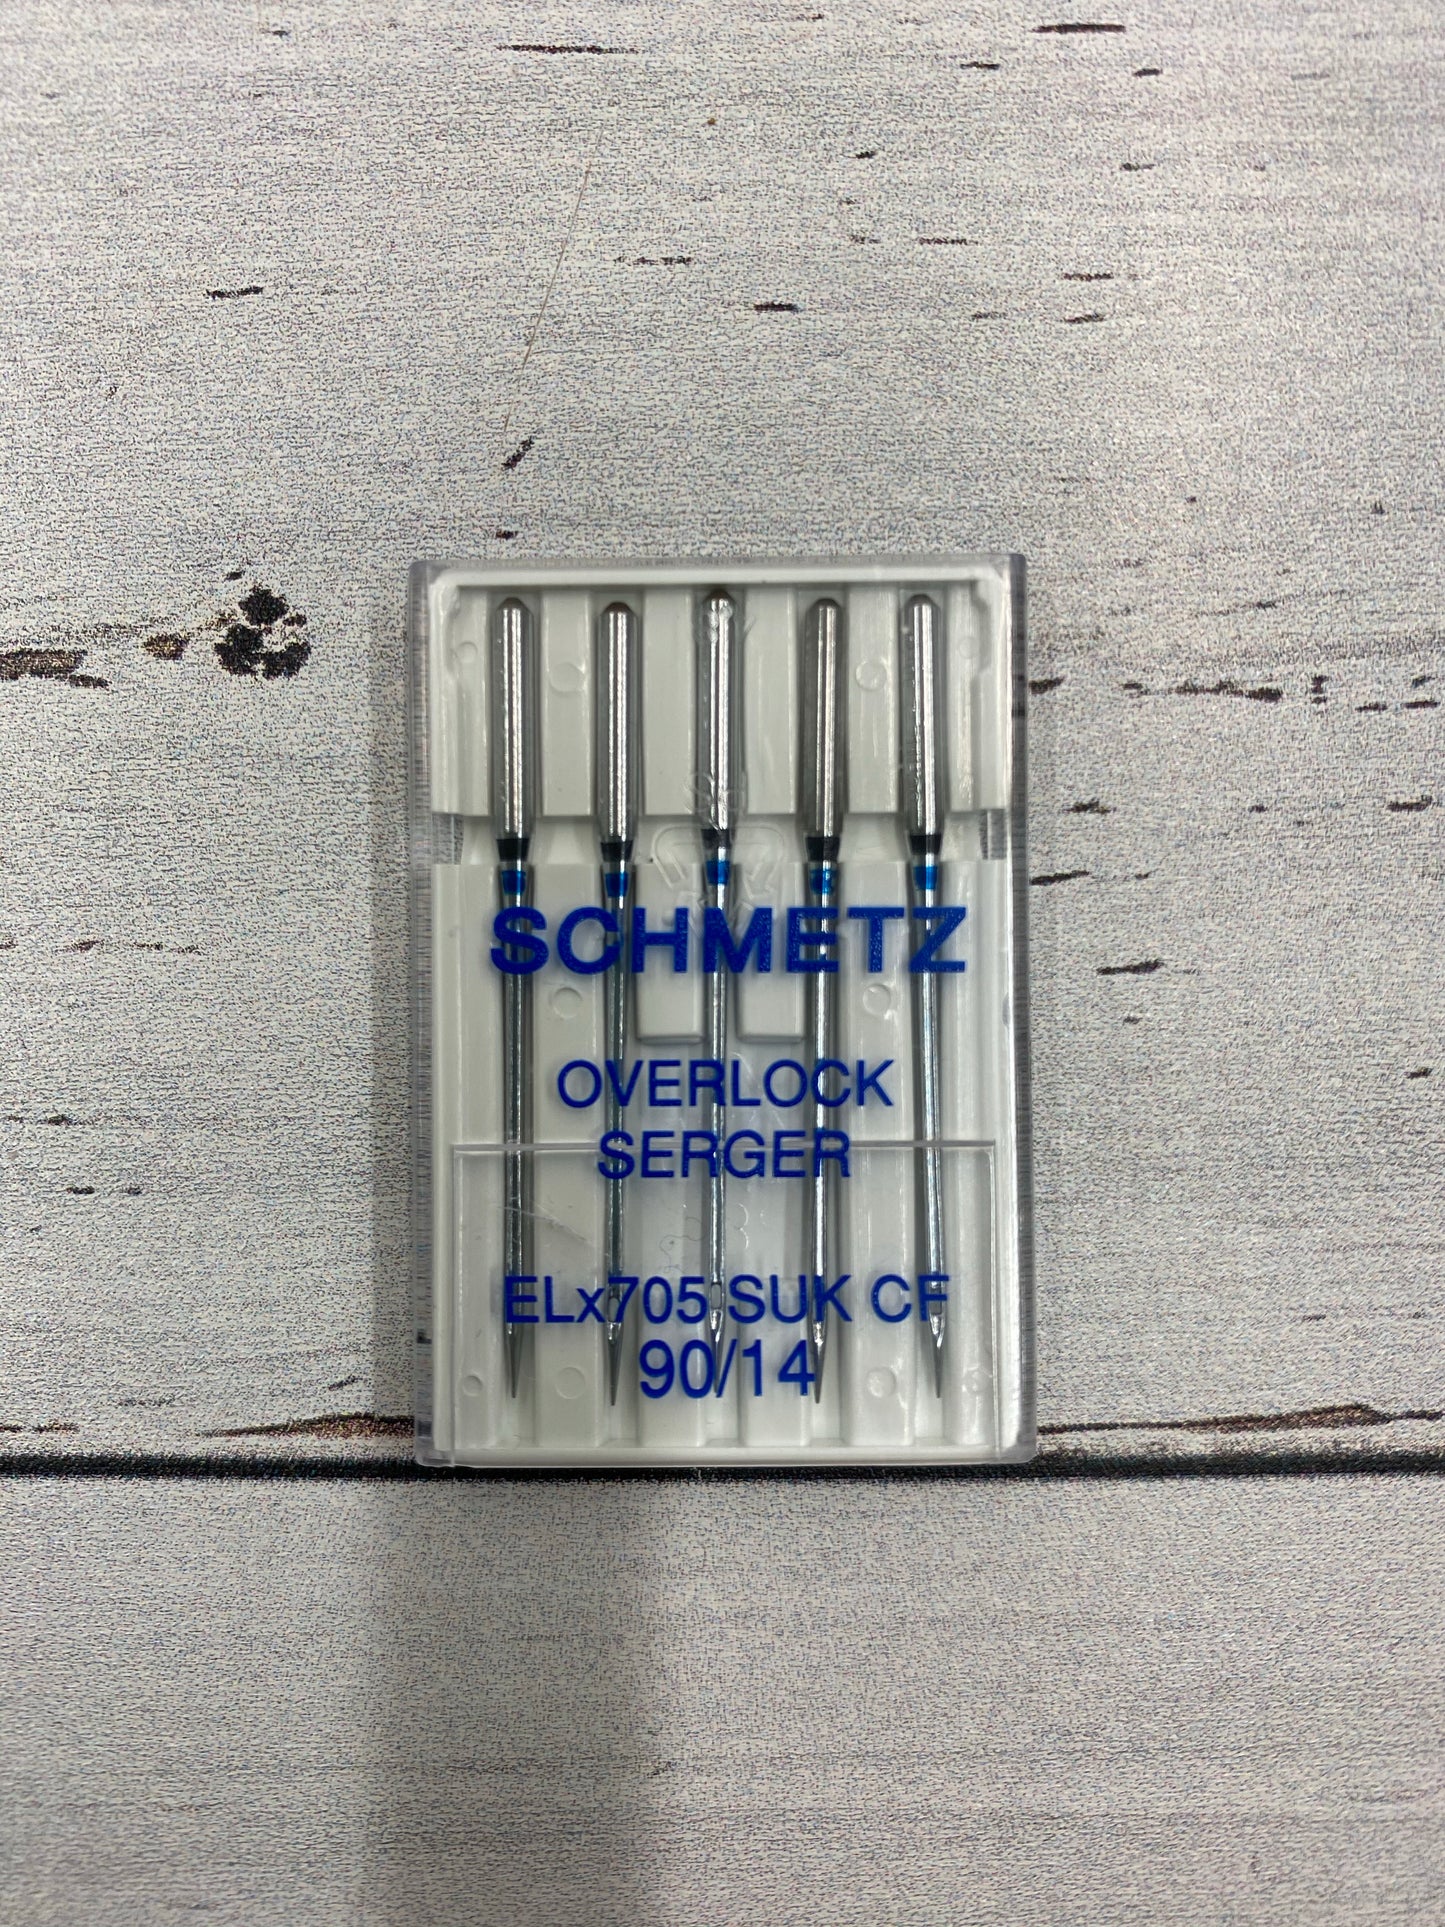 SCHMETZ
OVERLOCK
SERGER
ELx705 SUK CF
90/14